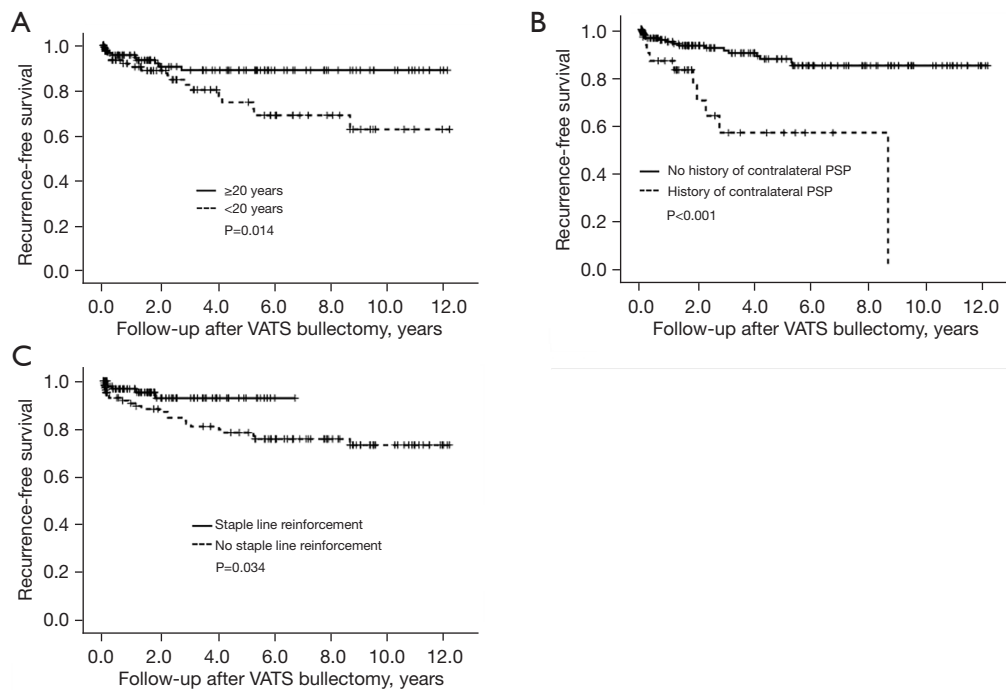 A
Recurrence-free survival
1.0
0.8
0.6
0.4
0.2
0.0
≥20 years
<20 years
P=0.014
0.0 2.0 4.0 6.0 8.0 10.0 12.0
Follow-up after VATS bullectomy, years
B
Recurrence-free survival
1.0
0.8
0.6
0.4
0.2
0.0
No history of contralateral PSP
History of contralateral PSP
P<0.001
0.0 2.0 4.0 6.0 8.0 10.0 12.0
Follow-up after VATS bullectomy, years
C
Recurrence-free survival
1.0
0.8
0.6
0.4
0.2
0.0
Staple line reinforcement
No staple line reinforcement
P=0.034
0.0 2.0 4.0 6.0 8.0 10.0 12.0
Follow-up after VATS bullectomy, years